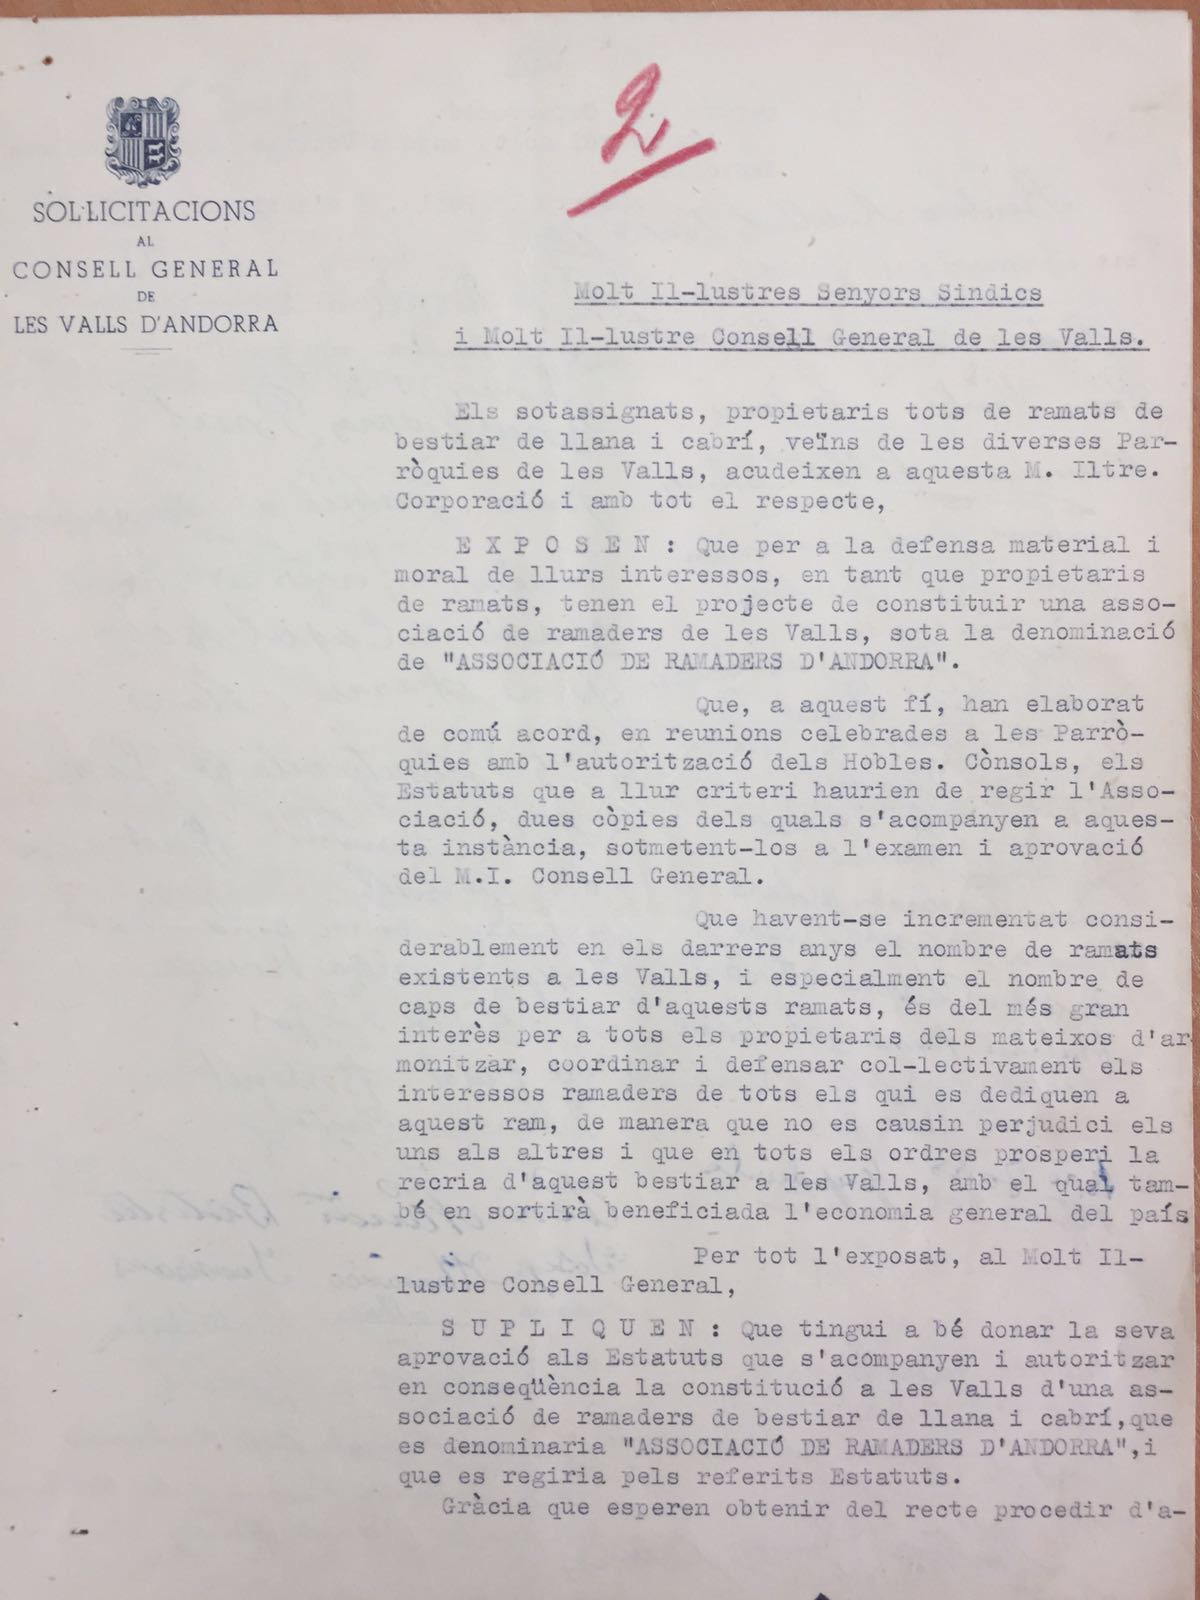 2
SOL·LICITACIONS
AL
CONSELL GENERAL
DE
LES VALLS D'ANDORRA
Molt Il-lustres Senyors Sindics
i Molt Il-lustre Consell General de les Valls.
Els sotassignats, propietaris tots de ramats de
bestiar de llana i cabrí, veïns de les diverses Par-
ròquies de les Valls, acudeixen a aquesta M. Iltre.
Corporació i amb tot el respecte,
E X P O S E N : Que per a la defensa material i
moral de llurs interessos, en tant que propietaris
de ramats, tenen el projecte de constituir una asso-
ciació de ramaders de les Valls, sota la denominació
de "ASSOCIACIÓ DE RAMADERS D'ANDORRA".
Que, a aquest fí, han elaborat
de comú acord, en reunions celebrades a les Parrò-
quies amb l'autorització dels Hobles. Cònsols, els
Estatuts que a llur criteri haurien de regir l'Asso-
ciació, dues còpies dels quals s'acompanyen a aques-
ta instància, sotmetent-los a l'examen i aprovació
del M.I. Consell General.
Que havent-se incrementat consi-
derablement en els darrers anys el nombre de ramats
existents a les Valls, i especialment el nombre de
caps de bestiar d'aquests ramats, és del més gran
interès per a tots els propietaris dels mateixos d'ar
monitzar, coordinar i defensar col-lectivament els
interessos ramaders de tots els qui es dediquen a
aquest ram, de manera que no es causin perjudici els
uns als altres i que en tots els ordres prosperi la
recria d'aquest bestiar a les Valls, amb el qual tam-
bé en sortirà beneficiada l'economia general del país
Per tot l'exposat, al Molt Il-
lustre Consell General,
S U P L I Q U E N : Que tingui a bé donar la seva
aprovació als Estatuts que s'acompanyen i autoritzar
en conseqüència la constitució a les Valls d'una as-
sociació de ramaders de bestiar de llana i cabrí,que
es denominaria "ASSOCIACIÓ DE RAMADERS D'ANDORRA",i
que es regiria pels referits Estatuts.
Gràcia que esperen obtenir del recte procedir d'a-